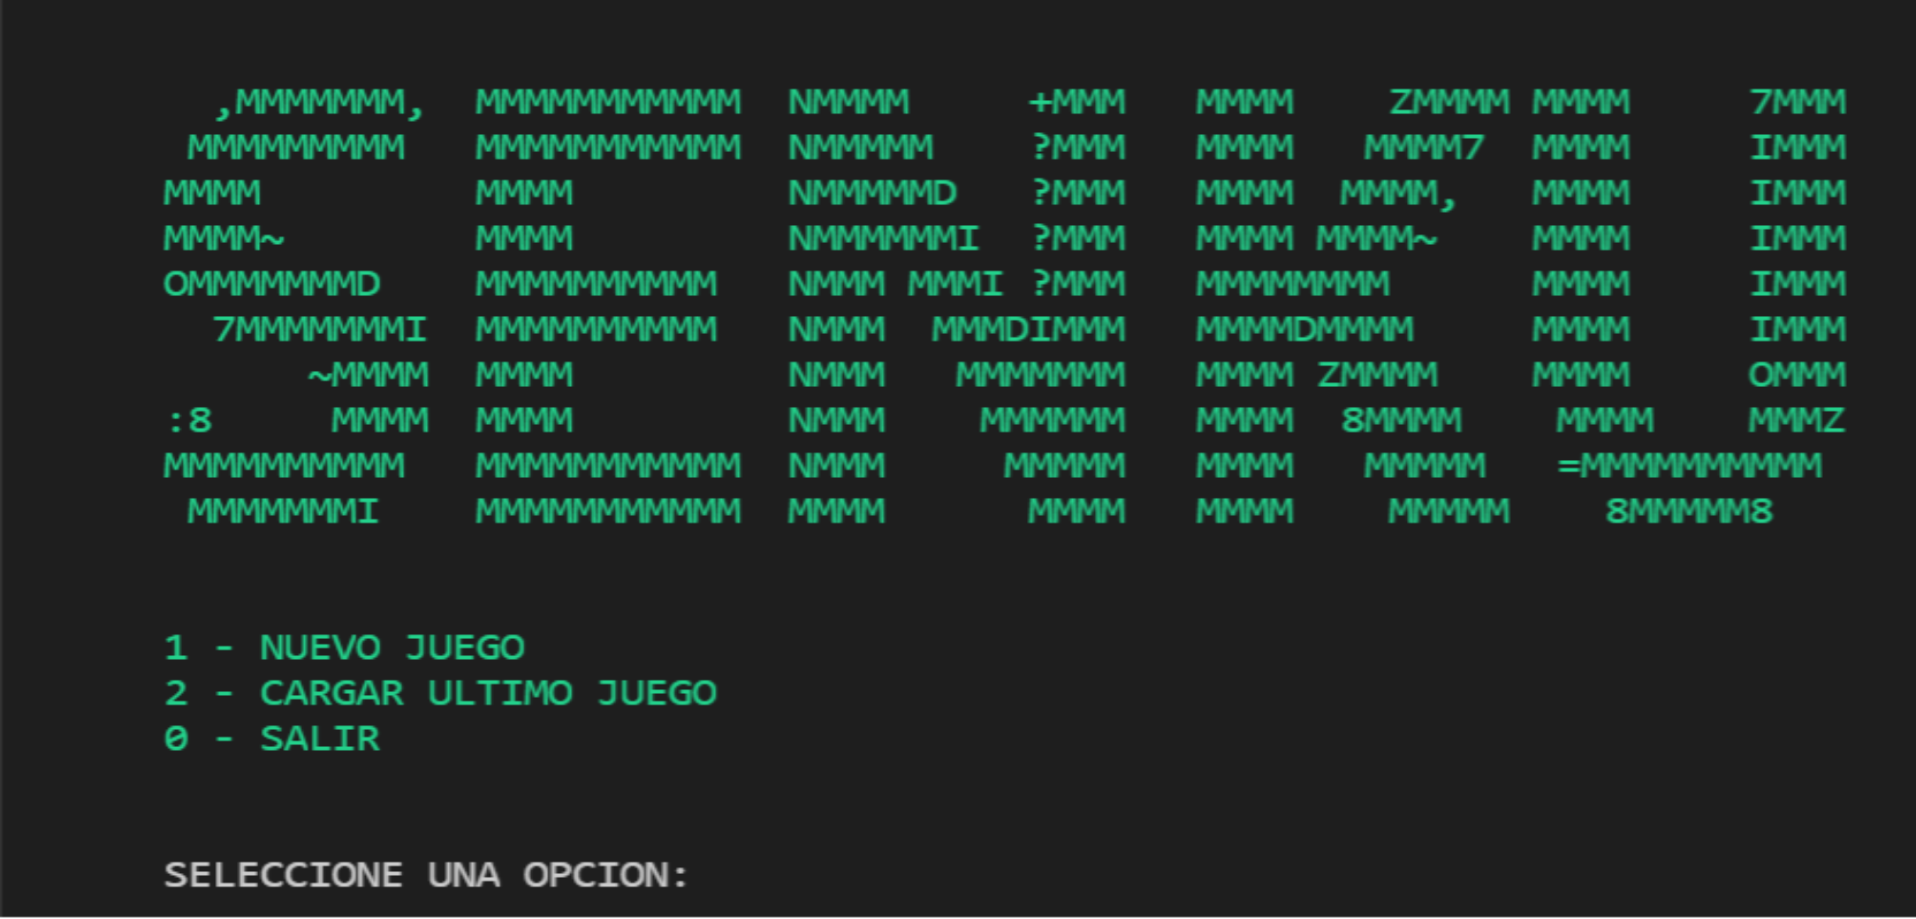 ,MMMMMMM,  MMMMMMMMMMM  NMMMM     +MMM   MMMM    ZMMMM MMMM     7MMM
 MMMMMMMMM   MMMMMMMMMMM  NMMMMM    ?MMM   MMMM   MMMM7  MMMM     IMMM
MMMM         MMMM         NMMMMMD   ?MMM   MMMM  MMMM,   MMMM     IMMM
MMMM~        MMMM         NMMMMMMI  ?MMM   MMMM MMMM~    MMMM     IMMM
OMMMMMMMD    MMMMMMMMMM   NMMM MMMI ?MMM   MMMMMMMM      MMMM     IMMM
  7MMMMMMMI  MMMMMMMMMM   NMMM  MMMDIMMM   MMMMDMMMM     MMMM     IMMM
      ~MMMM  MMMM         NMMM   MMMMMMM   MMMM ZMMMM    MMMM     OMMM
:8     MMMM  MMMM         NMMM    MMMMMM   MMMM  8MMMM    MMMM    MMMZ
MMMMMMMMMM   MMMMMMMMMMM  NMMM     MMMMM   MMMM   MMMMM   =MMMMMMMMMM
 MMMMMMMI    MMMMMMMMMMM  MMMM      MMMM   MMMM    MMMMM    8MMMMM8
1 - NUEVO JUEGO
2 - CARGAR ULTIMO JUEGO
0 - SALIR
SELECCIONE UNA OPCION: